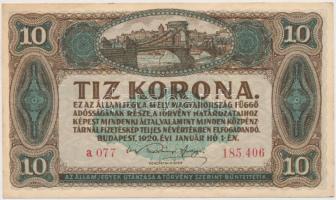 10 10
TIZ KORONA.
EZ AZ ÁLLAMJEGY, A MELY MAGYARORSZÁG FÜGGŐ
ADÓSSÁGÁNAK RÉSZE, A TÖRVÉNY HATÁROZATAIHOZ
KÉPEST MINDENKI ÁLTAL, VALAMINT MINDEN KÖZPÉNZ
TÁRNÁL FIZETÉSKÉP TELJES NÉVÉRTÉKBEN ELFOGADANDÓ.
BUDAPEST, 1920. ÉVI JANUÁR HÓ 1 ÉN.
a 077 185.406
10 10
AZ ÁLLAMJEGYEK UTÁNZÁSA A TÖRVÉNY SZERINT BÜNTETTETIK.